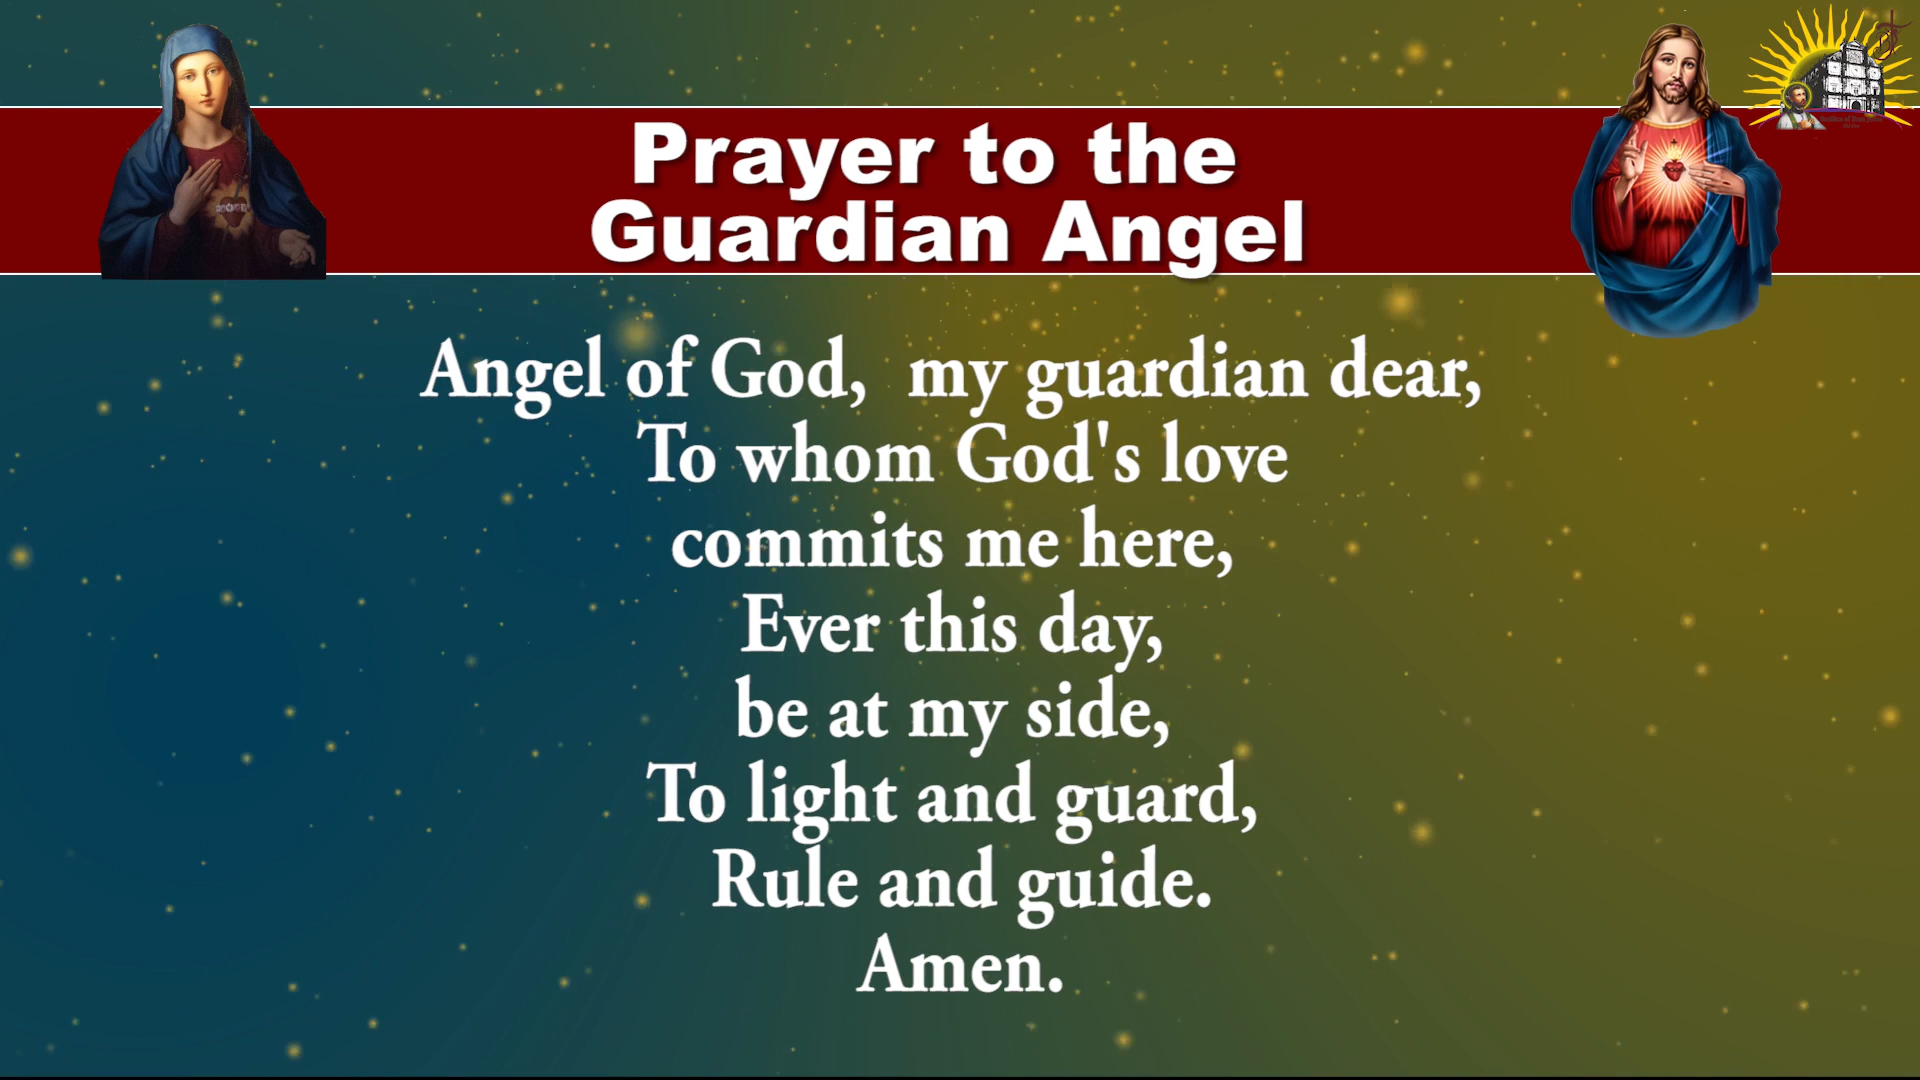 Prayer to the
Guardian Angel
Angel of God,  my guardian dear,
To whom God's love
commits me here,
Ever this day,
be at my side,
To light and guard,
Rule and guide.
Amen.